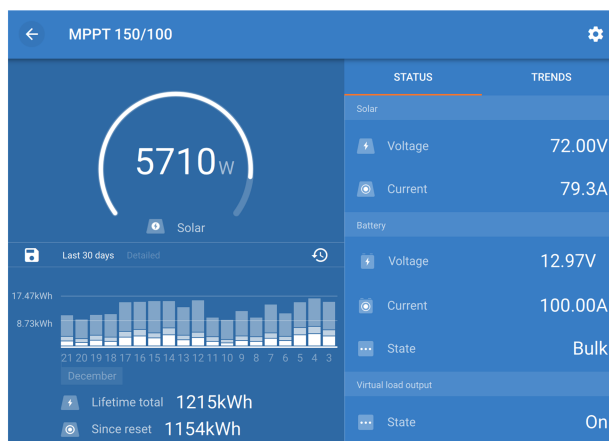 MPPT 150/100
5710W
Solar
Last 30 days Detailed
17.47kWh
8.73kWh
21 20 19 18 17 16 15 14 13 12 11 10 9 8 7 6 5 4 3
December
Lifetime total 1215kWh
Since reset 1154kWh
STATUS TRENDS
Solar
Voltage 72.00V
Current 79.3A
Battery
Voltage 12.97V
Current 100.00A
State Bulk
Virtual load output
State On